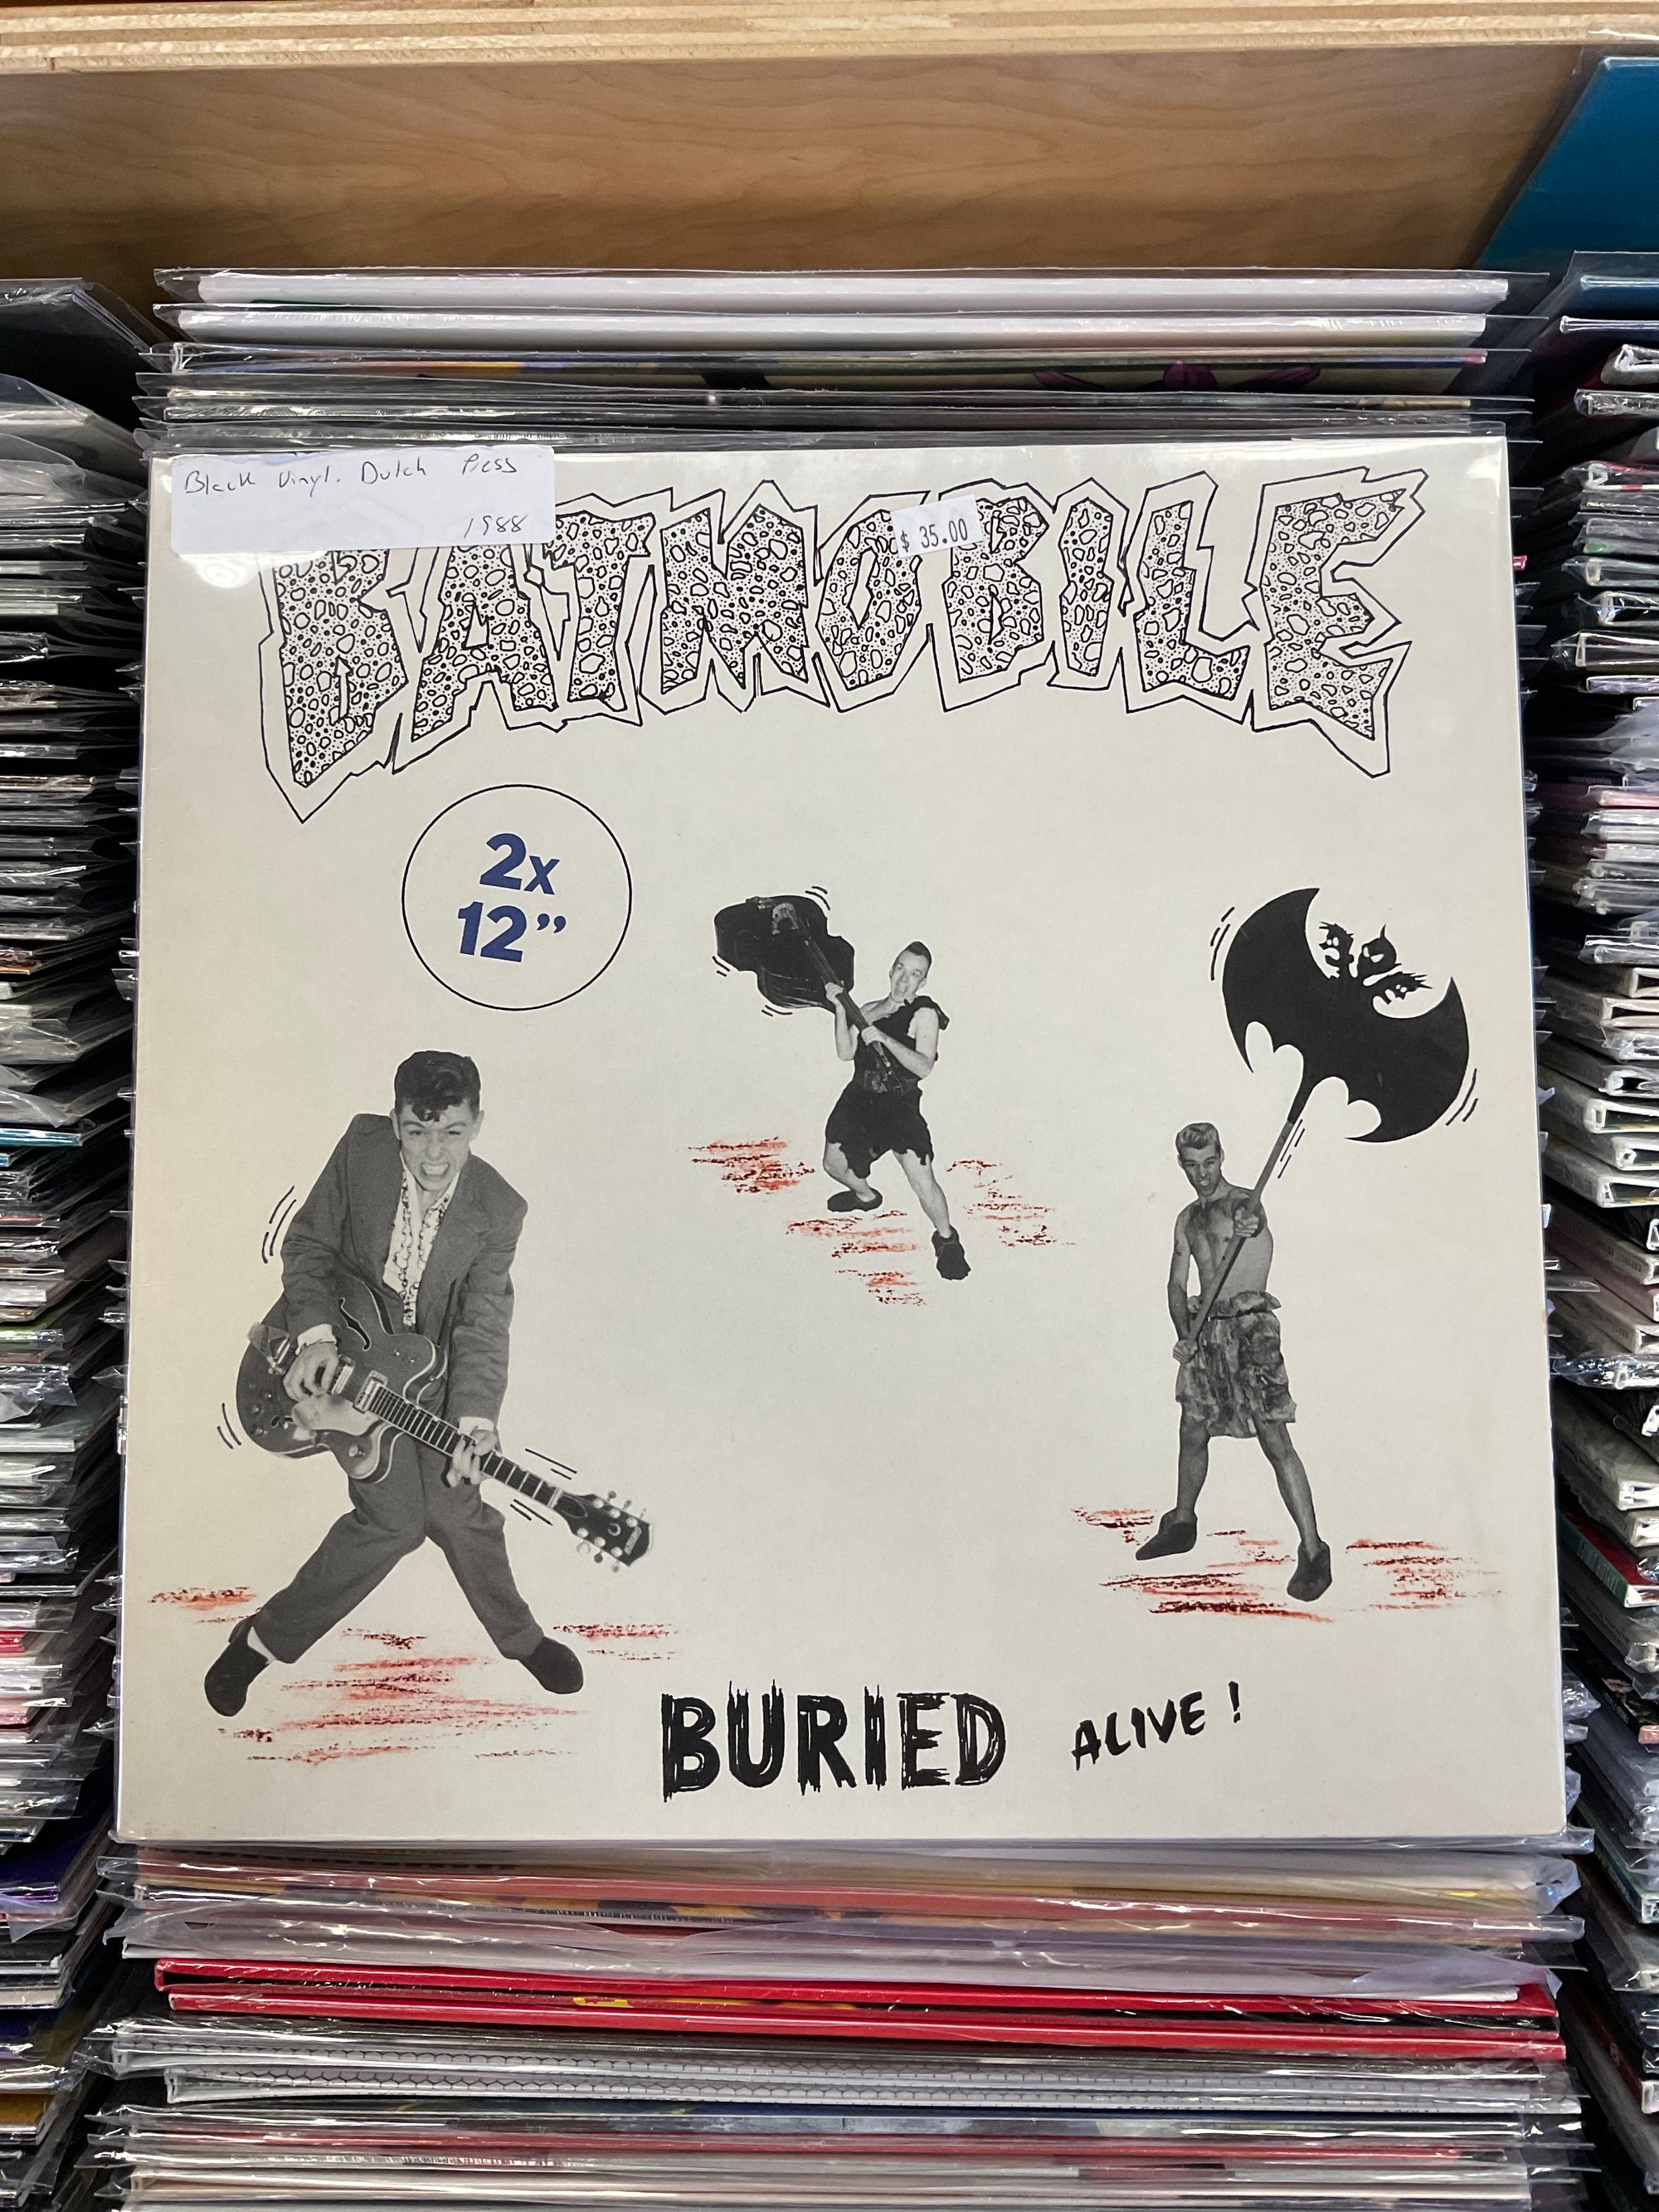 Black Vinyl. Dutch Press
1988
BATMOBILE
$ 35.00
2x
12”
BURIED ALIVE!